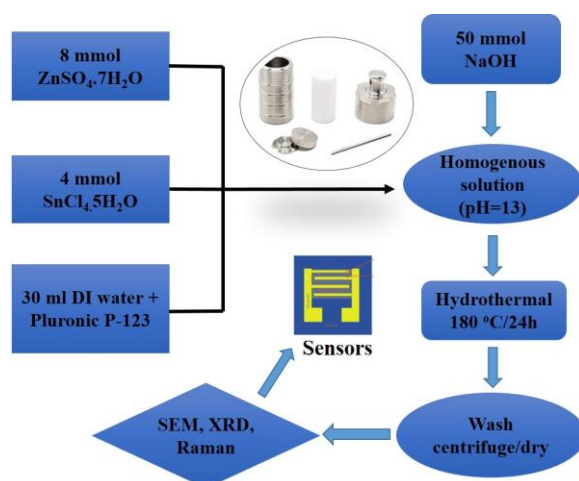 8 mmol
ZnSO₄.7H₂O
4 mmol
SnCl₄.5H₂O
30 ml DI water +
Pluronic P-123
50 mmol
NaOH
Homogenous
solution
(pH=13)
Hydrothermal
180 °C/24h
Wash
centrifuge/dry
SEM, XRD,
Raman
Sensors